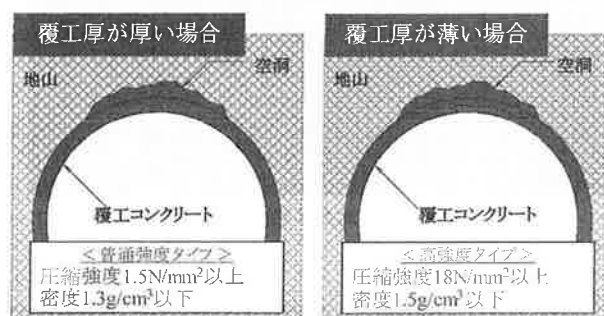 覆工厚が厚い場合
地山
空洞
覆工コンクリート
＜普通強度タイプ＞
圧縮強度1.5N/mm²以上
密度1.3g/cm³以下
覆工厚が薄い場合
地山
空洞
覆工コンクリート
＜高強度タイプ＞
圧縮強度18N/mm²以上
密度1.5g/cm³以下